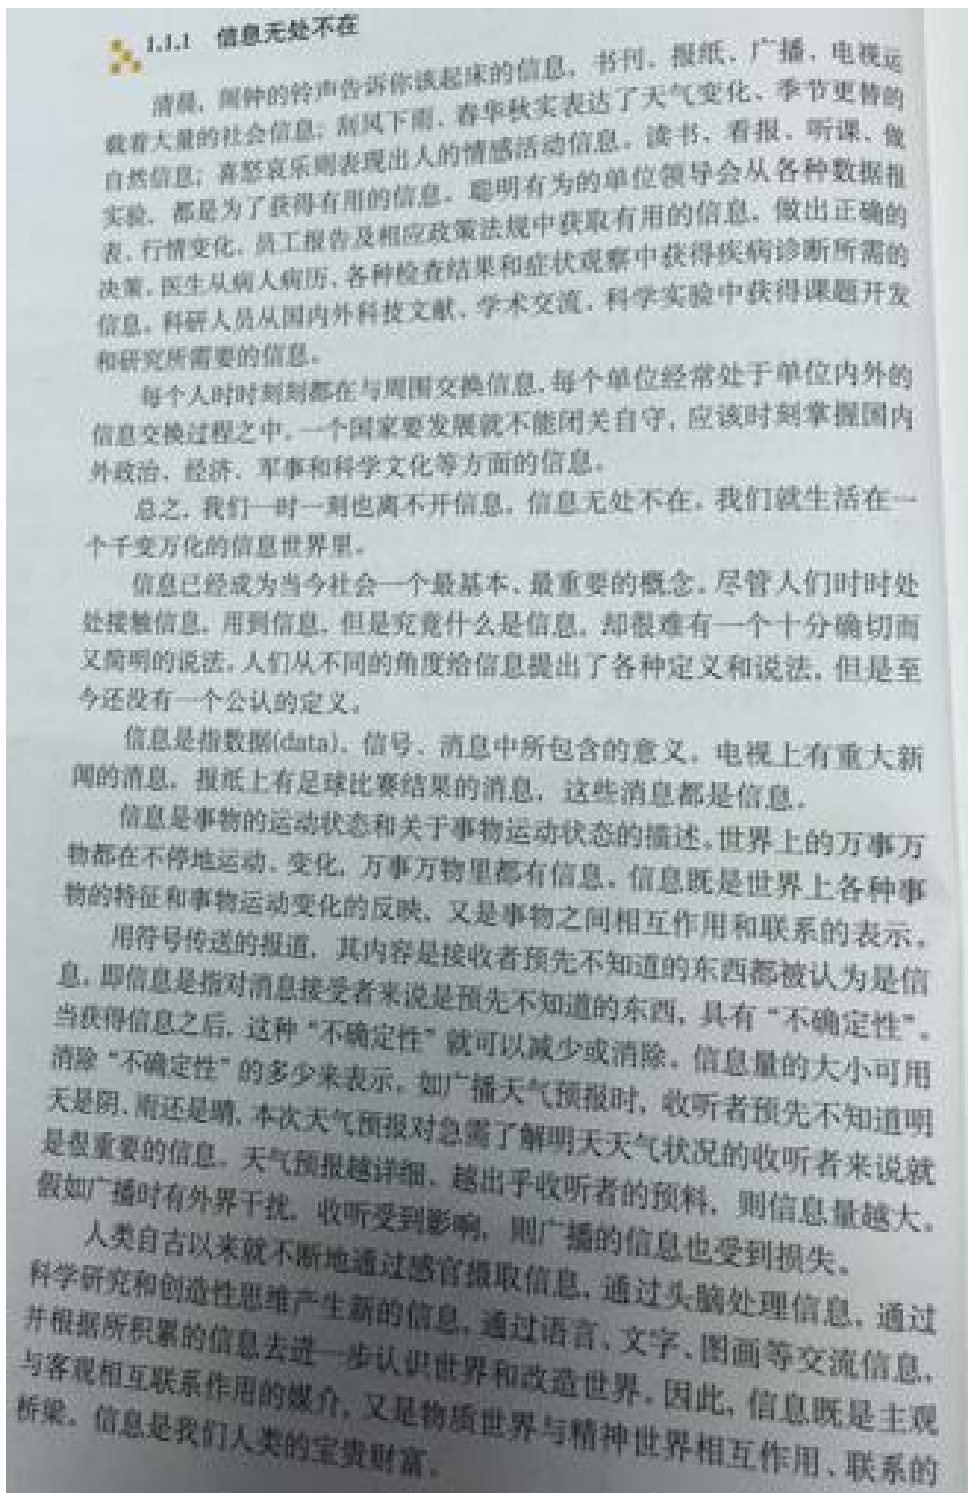 1.1.1 信息无处不在
清晨，闹钟的铃声告诉你该起床的信息。书刊、报纸、广播、电视运
载着大量的社会信息；刮风下雨、春华秋实表达了天气变化、季节更替的
自然信息；喜怒哀乐则表现出人的情感活动信息。读书、看报、听课、做
实验，都是为了获得有用的信息。聪明有为的单位领导会从各种数据报
表、行情变化、员工报告及相应政策法规中获取有用的信息，做出正确的
决策。医生从病人病历、各种检查结果和症状观察中获得疾病诊断所需的
信息。科研人员从国内外科技文献、学术交流、科学实验中获得课题开发
和研究所需要的信息。
每个人时时刻刻都在与周围交换信息，每个单位经常处于单位内外的
信息交换过程之中。一个国家要发展就不能闭关自守，应该时刻掌握国内
外政治、经济、军事和科学文化等方面的信息。
总之，我们一时一刻也离不开信息。信息无处不在。我们就生活在一
个千变万化的信息世界里。
信息已经成为当今社会一个最基本、最重要的概念。尽管人们时时处
处接触信息，用到信息，但是究竟什么是信息，却很难有一个十分确切而
又简明的说法。人们从不同的角度给信息提出了各种定义和说法，但是至
今还没有一个公认的定义。
信息是指数据(data)、信号、消息中所包含的意义。电视上有重大新
闻的消息，报纸上有足球比赛结果的消息，这些消息都是信息。
信息是事物的运动状态和关于事物运动状态的描述。世界上的万事万
物都在不停地运动、变化，万事万物里都有信息。信息既是世界上各种事
物的特征和事物运动变化的反映，又是事物之间相互作用和联系的表示。
用符号传送的报道，其内容是接收者预先不知道的东西都被认为是信
息。即信息是指对消息接受者来说是预先不知道的东西，具有“不确定性”。
当获得信息之后，这种“不确定性”就可以减少或消除。信息量的大小可用
消除“不确定性”的多少来表示。如广播天气预报时，收听者预先不知道明
天是阴、雨还是晴，本次天气预报对急需了解明天天气状况的收听者来说就
是很重要的信息。天气预报越详细、越出乎收听者的预料，则信息量越大。
假如广播时有外界干扰，收听受到影响，则广播的信息也受到损失。
人类自古以来就不断地通过感官摄取信息，通过头脑处理信息，通过
科学研究和创造性思维产生新的信息，通过语言、文字、图画等交流信息，
并根据所积累的信息去进一步认识世界和改造世界。因此，信息既是主观
与客观相互联系作用的媒介，又是物质世界与精神世界相互作用、联系的
桥梁。信息是我们人类的宝贵财富。